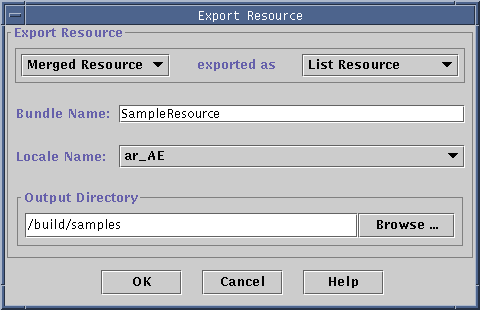 Export Resource
Export Resource
Merged Resource exported as List Resource
Bundle Name: SampleResource
Locale Name: ar_AE
Output Directory
/build/samples Browse ...
OK Cancel Help